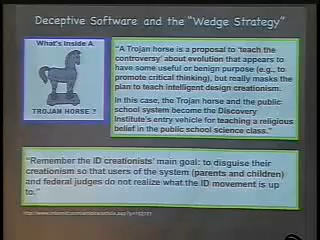 Deceptive Software and the "Wedge Strategy"
What's Inside A
TROJAN HORSE ?
"A Trojan horse is a proposal to 'teach the
controversy' about evolution that appears to
have some useful or benign purpose (e.g., to
promote critical thinking), but really masks the
plan to teach intelligent design creationism.
In this case, the Trojan horse and the public
school system become the Discovery
Institute's entry vehicle for teaching a religious
belief in the public school science class."
"Remember the ID creationists' main goal: to disguise their
creationism so that users of the system (parents and children)
and federal judges do not realize what the ID movement is up
to."